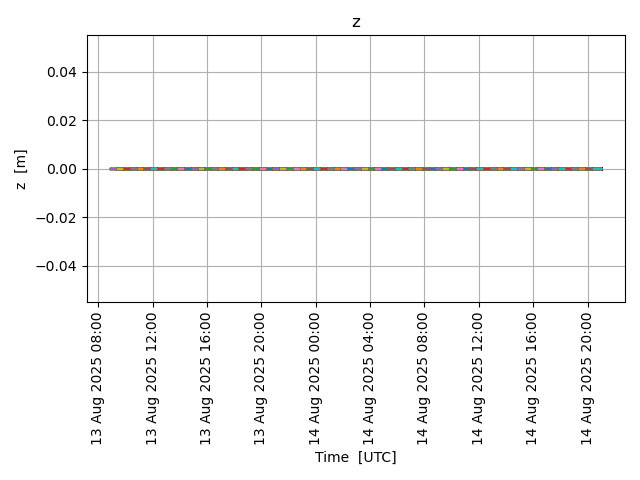 z
0.04
0.02
0.00
−0.02
−0.04
z [m]
13 Aug 2025 08:00
13 Aug 2025 12:00
13 Aug 2025 16:00
13 Aug 2025 20:00
14 Aug 2025 00:00
14 Aug 2025 04:00
14 Aug 2025 08:00
14 Aug 2025 12:00
14 Aug 2025 16:00
14 Aug 2025 20:00
Time [UTC]